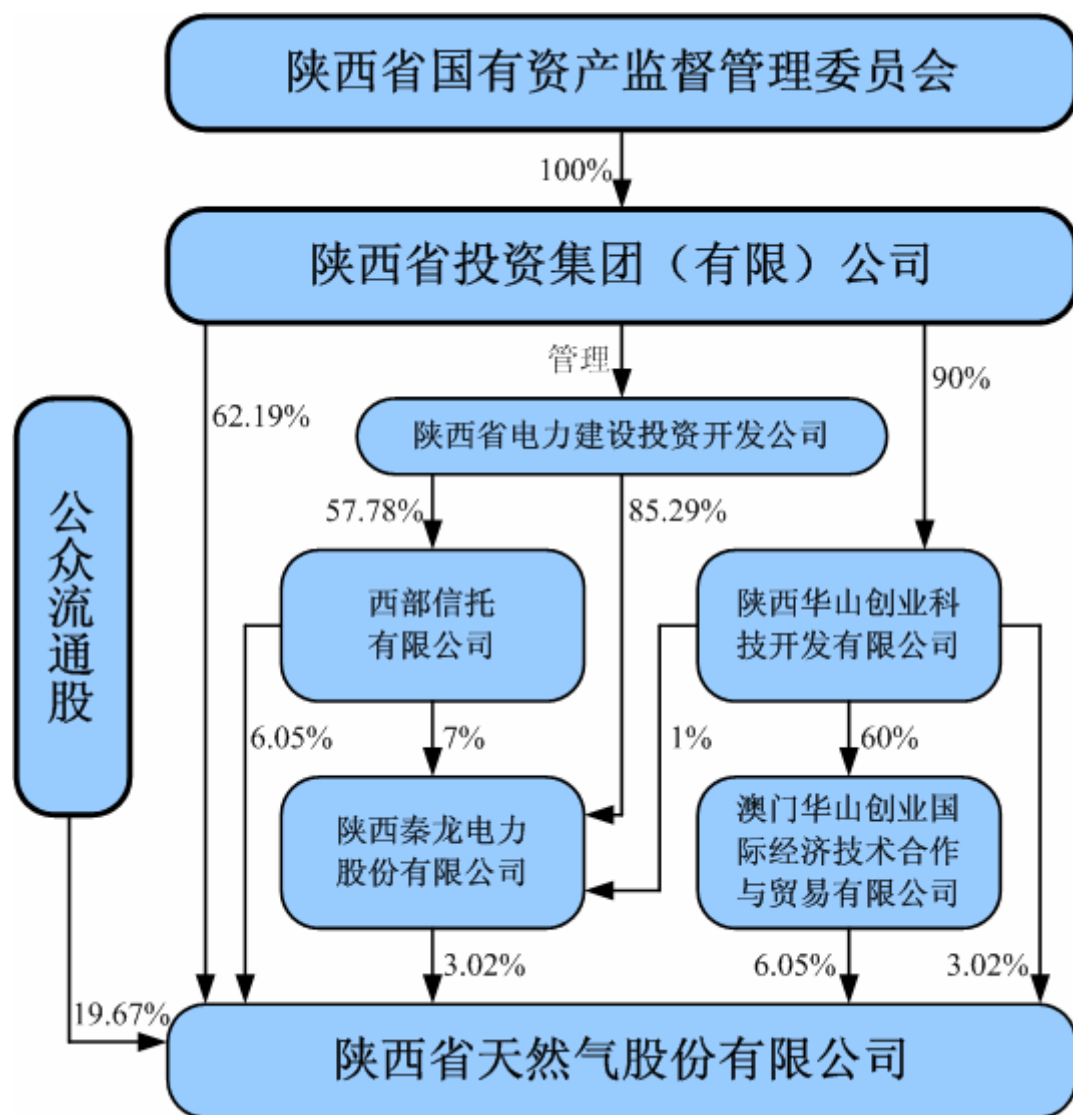 陕西省国有资产监督管理委员会
100%
陕西省投资集团（有限）公司
管理
90%
62.19%
陕西省电力建设投资开发公司
公众流通股
57.78%
85.29%
西部信托
有限公司
陕西华山创业科
技开发有限公司
6.05%
7%
1%
60%
陕西秦龙电力
股份有限公司
澳门华山创业国
际经济技术合作
与贸易有限公司
3.02%
6.05%
3.02%
19.67%
陕西省天然气股份有限公司